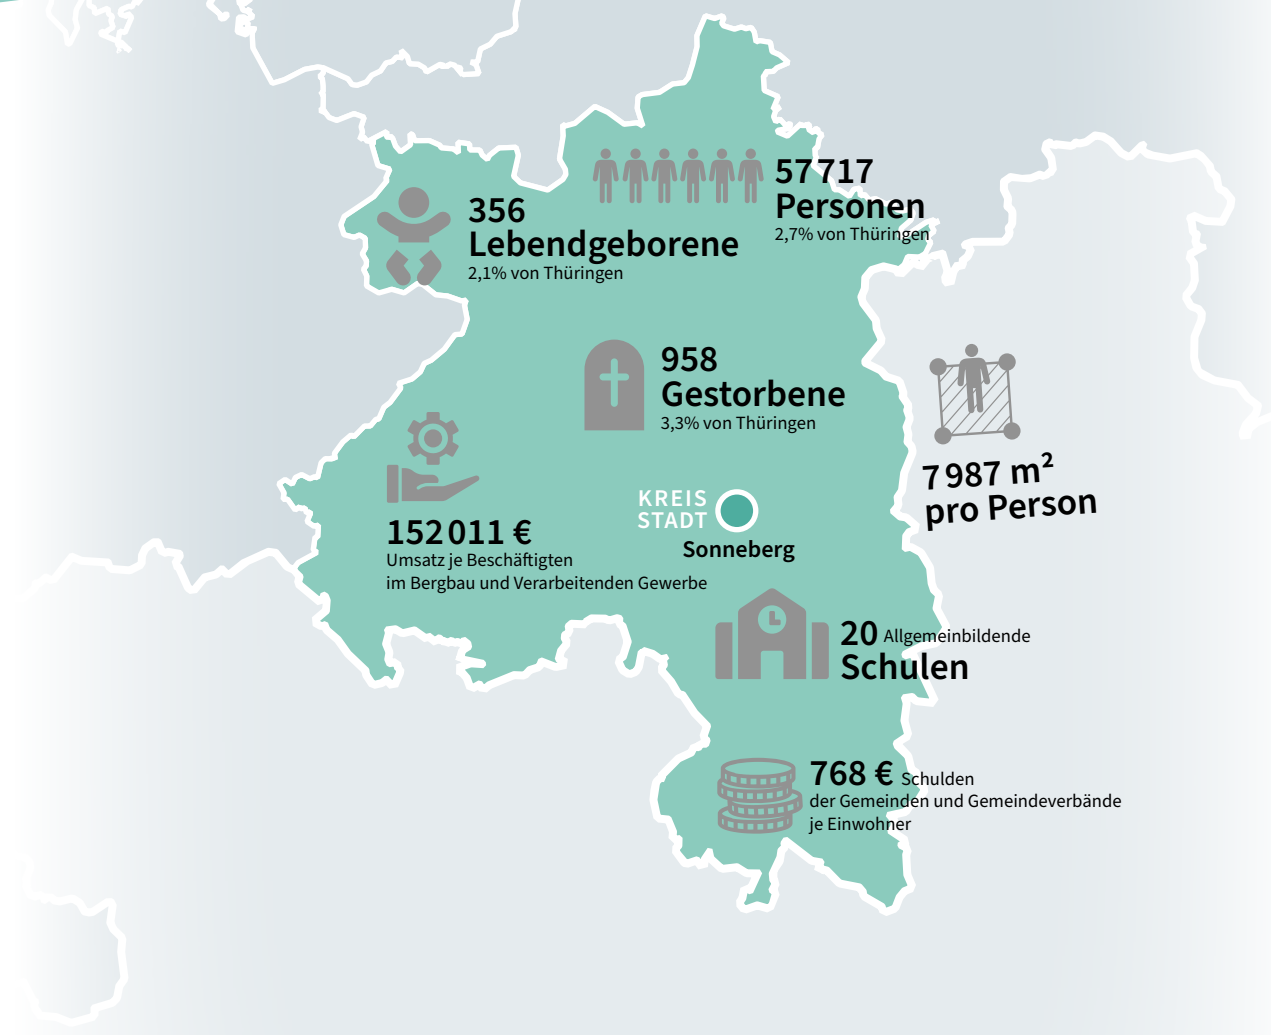 57 717
Personen
2,7% von Thüringen
356
Lebendgeborene
2,1% von Thüringen
958
Gestorbene
3,3% von Thüringen
7 987 m²
pro Person
152 011 €
Umsatz je Beschäftigten
im Bergbau und Verarbeitenden Gewerbe
KREIS
STADT
Sonneberg
20 Allgemeinbildende
Schulen
768 € Schulden
der Gemeinden und Gemeindeverbände
je Einwohner